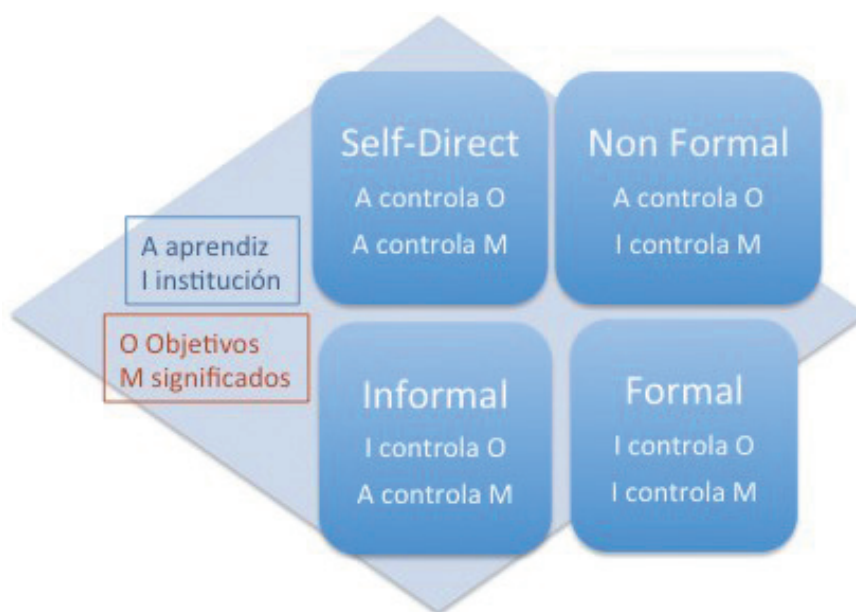 Self-Direct
A controla O
A controla M
Non Formal
A controla O
I controla M
A aprendiz
I institución
O Objetivos
M significados
Informal
I controla O
A controla M
Formal
I controla O
I controla M